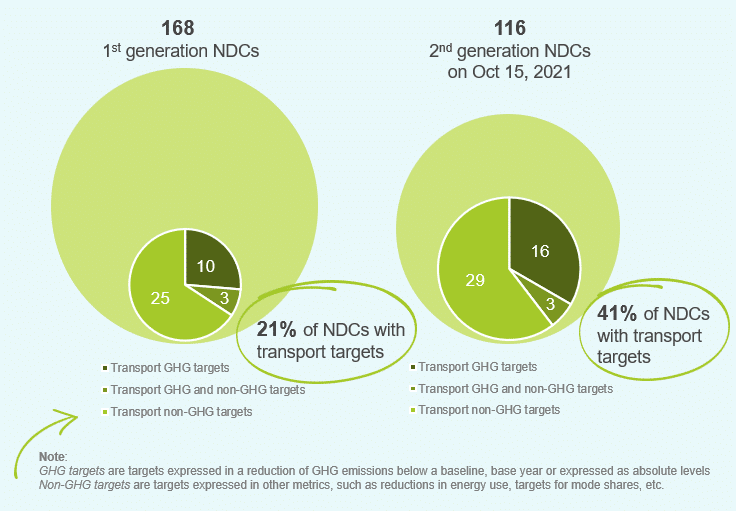 168
1st generation NDCs
116
2nd generation NDCs
on Oct 15, 2021
10
3
25
16
3
29
21% of NDCs with
transport targets
41% of NDCs
with transport
targets
Transport GHG targets
Transport GHG and non-GHG targets
Transport non-GHG targets
Transport GHG targets
Transport GHG and non-GHG targets
Transport non-GHG targets
Note:
GHG targets are targets expressed in a reduction of GHG emissions below a baseline, base year or expressed as absolute levels
Non-GHG targets are targets expressed in other metrics, such as reductions in energy use, targets for mode shares, etc.